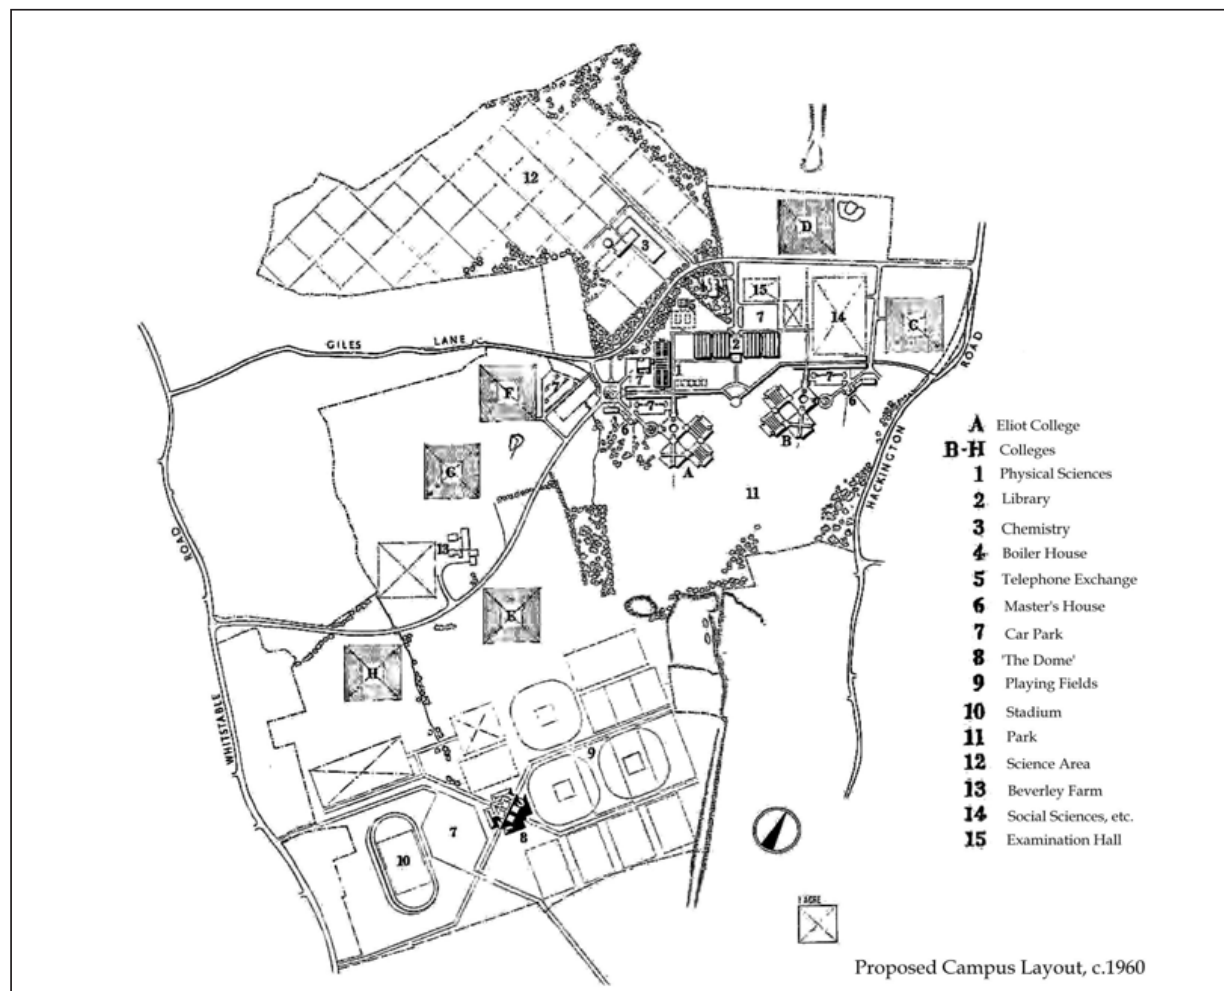 12
D
3
4
15
5
7
14
C
GILES LANE
2
ROAD
7
1
7
6
F
7
7
6
B
A
G
11
HACKINGTON
ROAD
13
E
H
WHITSTABLE
9
7
8
10
A Eliot College
B-H Colleges
1 Physical Sciences
2 Library
3 Chemistry
4 Boiler House
5 Telephone Exchange
6 Master's House
7 Car Park
8 'The Dome'
9 Playing Fields
10 Stadium
11 Park
12 Science Area
13 Beverley Farm
14 Social Sciences, etc.
15 Examination Hall
1 ACRE
Proposed Campus Layout, c.1960